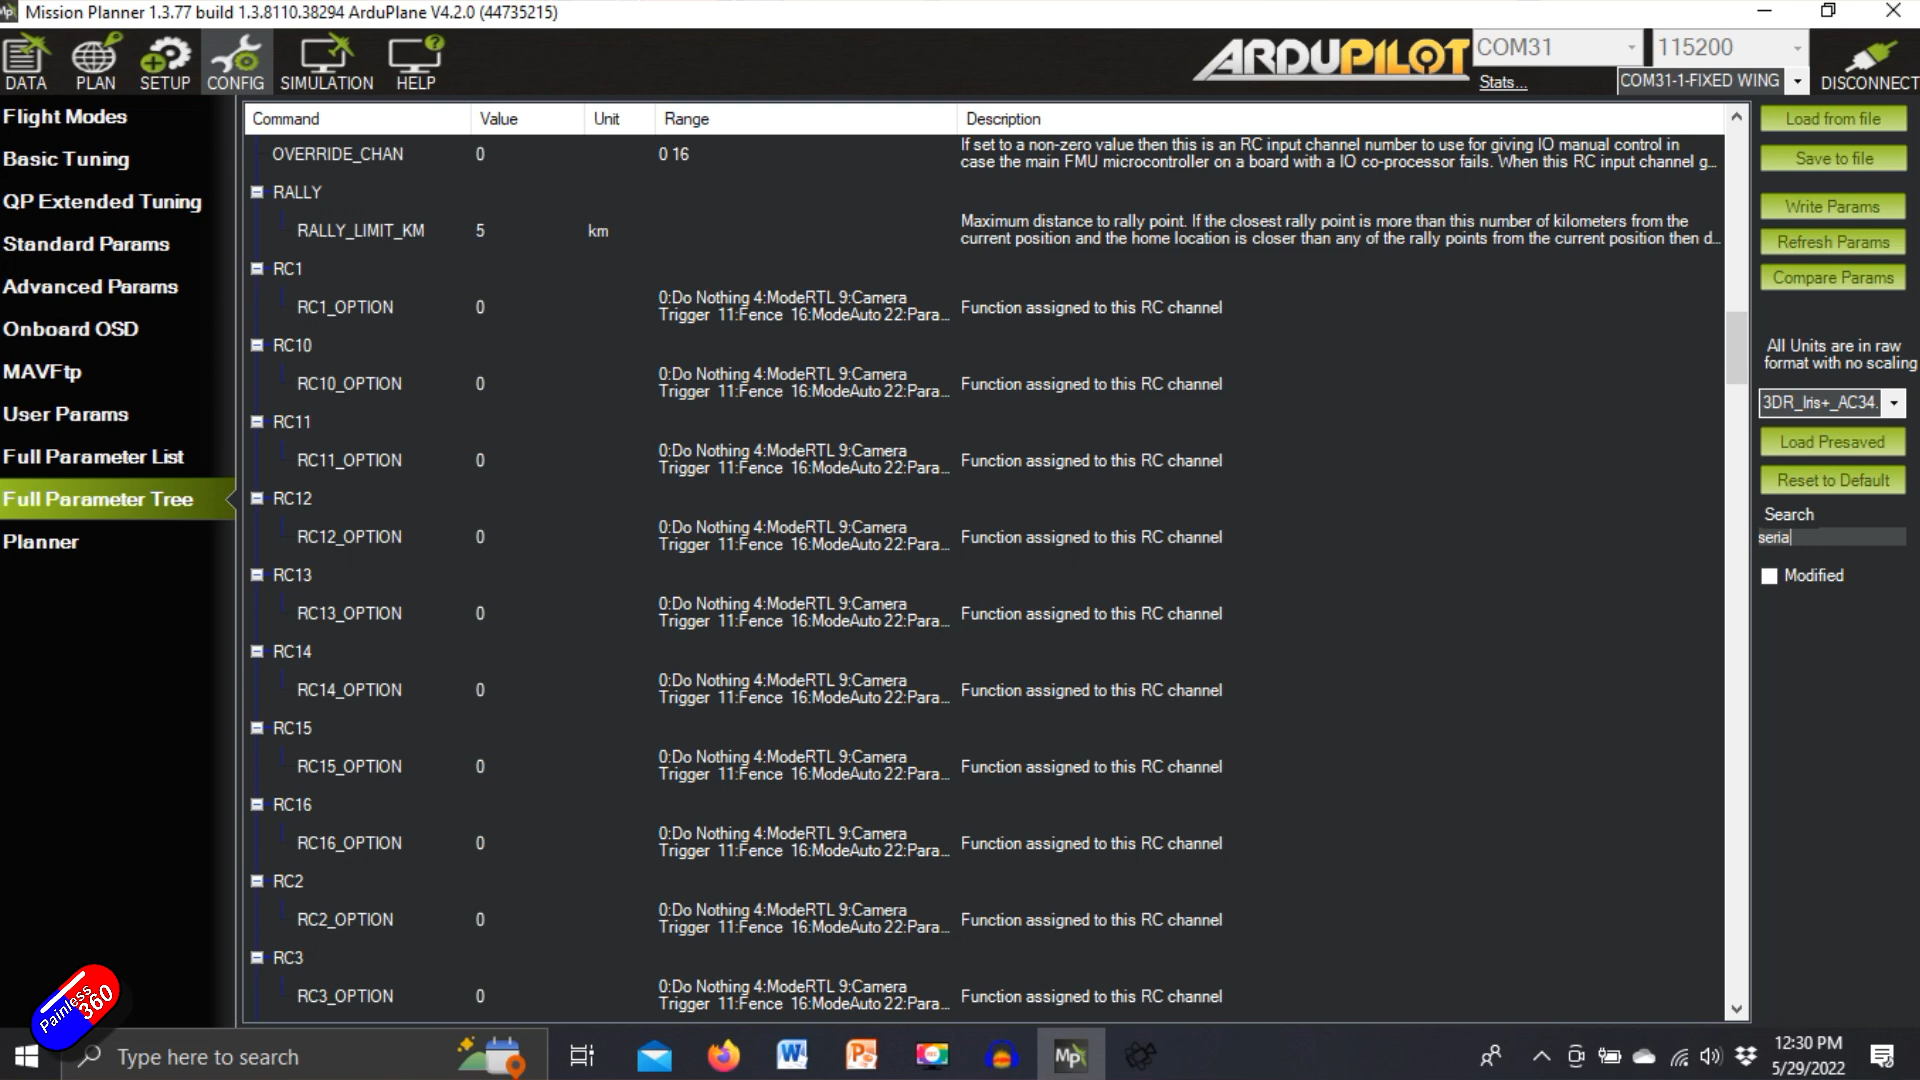 Mission Planner 1.3.77 build 1.3.8110.38294 ArduPlane V4.2.0 (44735215)
DATA
PLAN
SETUP
CONFIG
SIMULATION
HELP
ARDUPILOT
COM31
115200
Stats...
COM31-1-FIXED WING
DISCONNECT
Flight Modes
Basic Tuning
QP Extended Tuning
Standard Params
Advanced Params
Onboard OSD
MAVFtp
User Params
Full Parameter List
Full Parameter Tree
Planner
Command Value Unit Range Description
OVERRIDE_CHAN 0 0 16 If set to a non-zero value then this is an RC input channel number to use for giving IO manual control in
case the main FMU microcontroller on a board with a IO co-processor fails. When this RC input channel g...
RALLY
RALLY_LIMIT_KM 5 km Maximum distance to rally point. If the closest rally point is more than this number of kilometers from the
current position and the home location is closer than any of the rally points from the current position then d...
RC1
RC1_OPTION 0 0:Do Nothing 4:ModeRTL 9:Camera
Trigger 11:Fence 16:ModeAuto 22:Para... Function assigned to this RC channel
RC10
RC10_OPTION 0 0:Do Nothing 4:ModeRTL 9:Camera
Trigger 11:Fence 16:ModeAuto 22:Para... Function assigned to this RC channel
RC11
RC11_OPTION 0 0:Do Nothing 4:ModeRTL 9:Camera
Trigger 11:Fence 16:ModeAuto 22:Para... Function assigned to this RC channel
RC12
RC12_OPTION 0 0:Do Nothing 4:ModeRTL 9:Camera
Trigger 11:Fence 16:ModeAuto 22:Para... Function assigned to this RC channel
RC13
RC13_OPTION 0 0:Do Nothing 4:ModeRTL 9:Camera
Trigger 11:Fence 16:ModeAuto 22:Para... Function assigned to this RC channel
RC14
RC14_OPTION 0 0:Do Nothing 4:ModeRTL 9:Camera
Trigger 11:Fence 16:ModeAuto 22:Para... Function assigned to this RC channel
RC15
RC15_OPTION 0 0:Do Nothing 4:ModeRTL 9:Camera
Trigger 11:Fence 16:ModeAuto 22:Para... Function assigned to this RC channel
RC16
RC16_OPTION 0 0:Do Nothing 4:ModeRTL 9:Camera
Trigger 11:Fence 16:ModeAuto 22:Para... Function assigned to this RC channel
RC2
RC2_OPTION 0 0:Do Nothing 4:ModeRTL 9:Camera
Trigger 11:Fence 16:ModeAuto 22:Para... Function assigned to this RC channel
RC3
RC3_OPTION 0 0:Do Nothing 4:ModeRTL 9:Camera
Trigger 11:Fence 16:ModeAuto 22:Para... Function assigned to this RC channel
Load from file
Save to file
Write Params
Refresh Params
Compare Params
All Units are in raw
format with no scaling
3DR_Iris+_AC34.
Load Presaved
Reset to Default
Search
serial
Modified
Painless
360
Type here to search
Mp
12:30 PM
5/29/2022